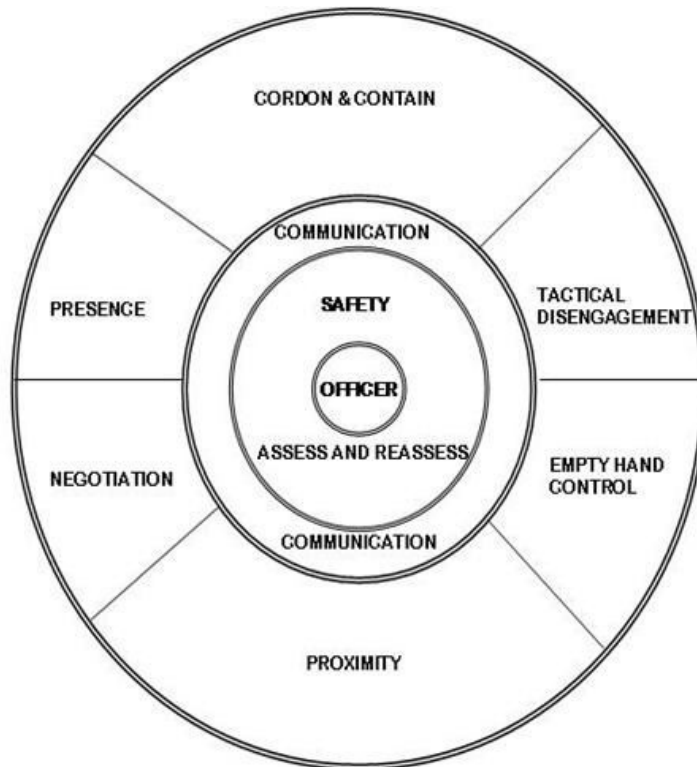 CORDON & CONTAIN
COMMUNICATION
SAFETY
PRESENCE
TACTICAL
DISENGAGEMENT
OFFICER
ASSESS AND REASSESS
NEGOTIATION
EMPTY HAND
CONTROL
COMMUNICATION
PROXIMITY